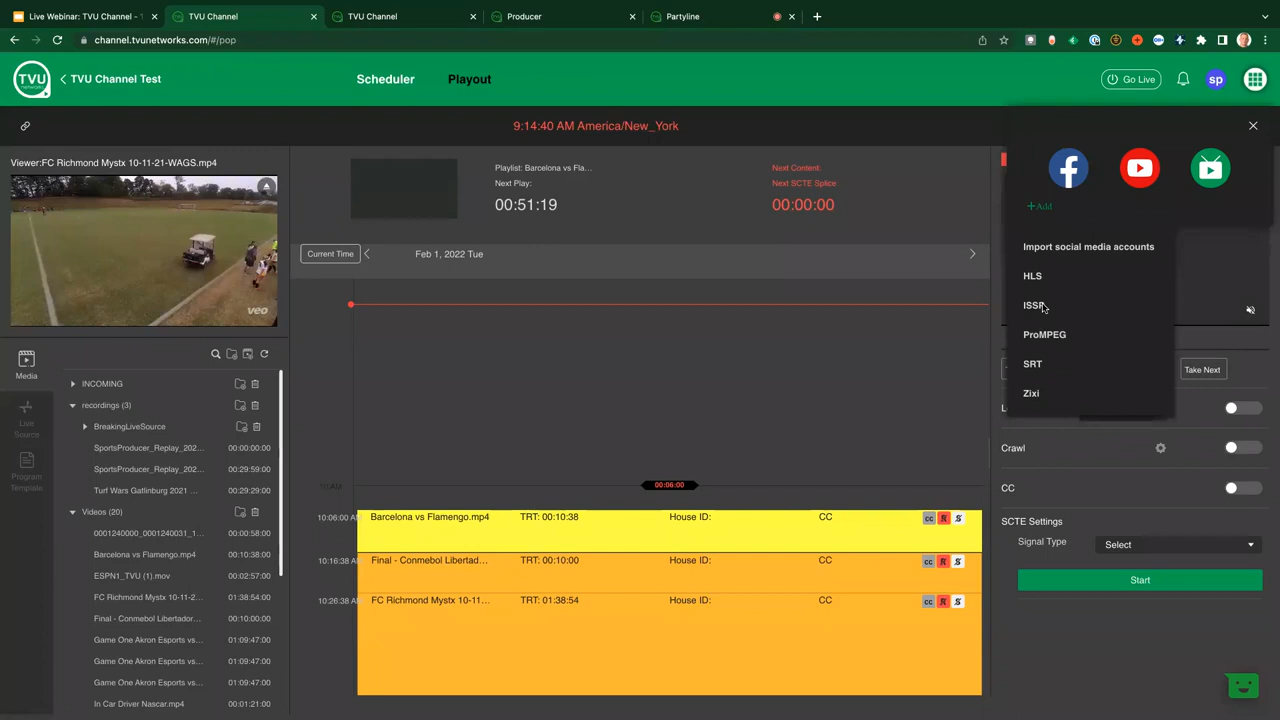 Live Webinar: TVU Channel - 1
TVU Channel
TVU Channel
Producer
Partyline
channel.tvunetworks.com/#/pop
TVU
networks
TVU Channel Test
Scheduler
Playout
Go Live
sp
9:14:40 AM America/New_York
Viewer:FC Richmond Mystx 10-11-21-WAGS.mp4
veo
Playlist: Barcelona vs Fla...
Next Play:
00:51:19
Next Content:
Next SCTE Splice
00:00:00
Current Time
Feb 1, 2022 Tue
+Add
Import social media accounts
HLS
ISSP
ProMPEG
SRT
Zixi
Take Next
Crawl
CC
SCTE Settings
Signal Type
Select
Start
Media
Live
Source
Program
Template
INCOMING
recordings (3)
BreakingLiveSource
SportsProducer_Replay_202... 00:00:00:00
SportsProducer_Replay_202... 00:29:59:00
Turf Wars Gatlinburg 2021 ... 00:29:29:00
Videos (20)
0001240000_0001240031_1... 00:00:58:00
Barcelona vs Flamengo.mp4 00:10:38:00
ESPN1_TVU (1).mov 00:02:57:00
FC Richmond Mystx 10-11-2... 01:38:54:00
Final - Conmebol Libertador... 00:10:00:00
Game One Akron Esports vs... 01:09:47:00
Game One Akron Esports vs... 01:09:47:00
Game One Akron Esports vs... 01:09:47:00
In Car Driver Nascar.mp4 00:01:21:00
00:06:00
10:06:00 AM Barcelona vs Flamengo.mp4 TRT: 00:10:38 House ID: CC
10:16:38 AM Final - Conmebol Libertad... TRT: 00:10:00 House ID: CC
10:26:38 AM FC Richmond Mystx 10-11... TRT: 01:38:54 House ID: CC